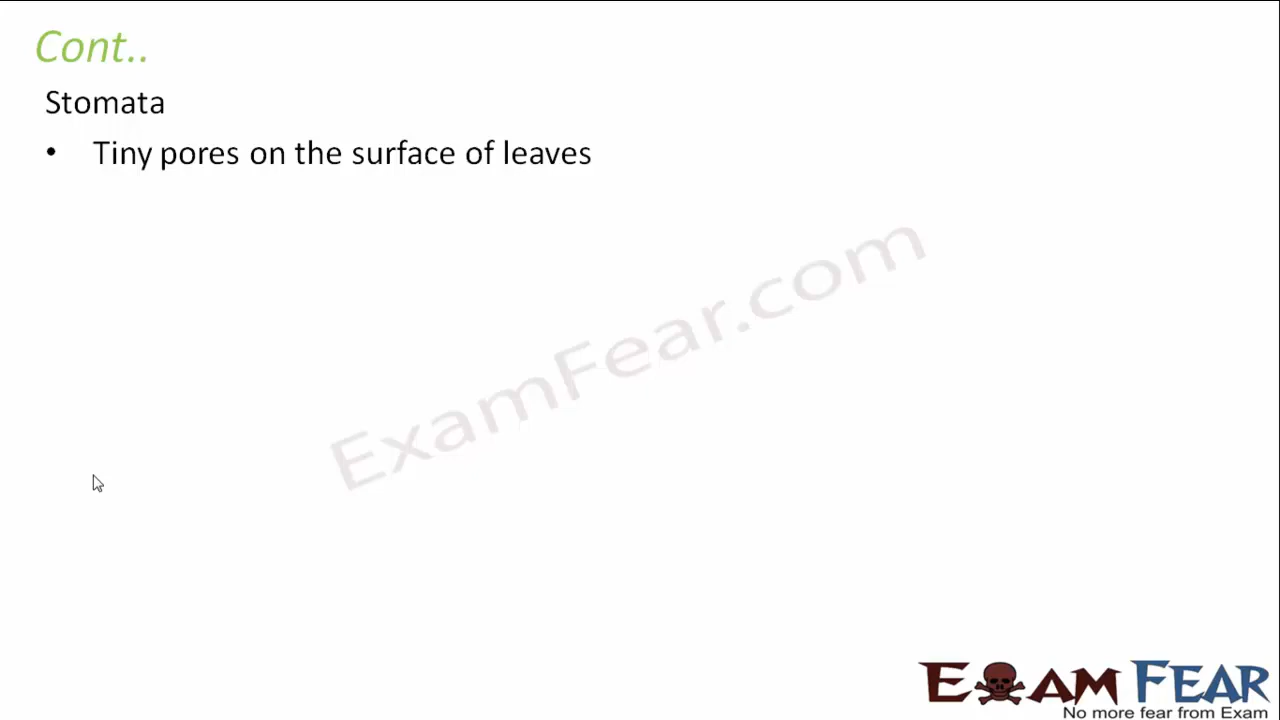 Cont..
Stomata
• Tiny pores on the surface of leaves
ExamFear.com
EXAM FEAR
No more fear from Exam